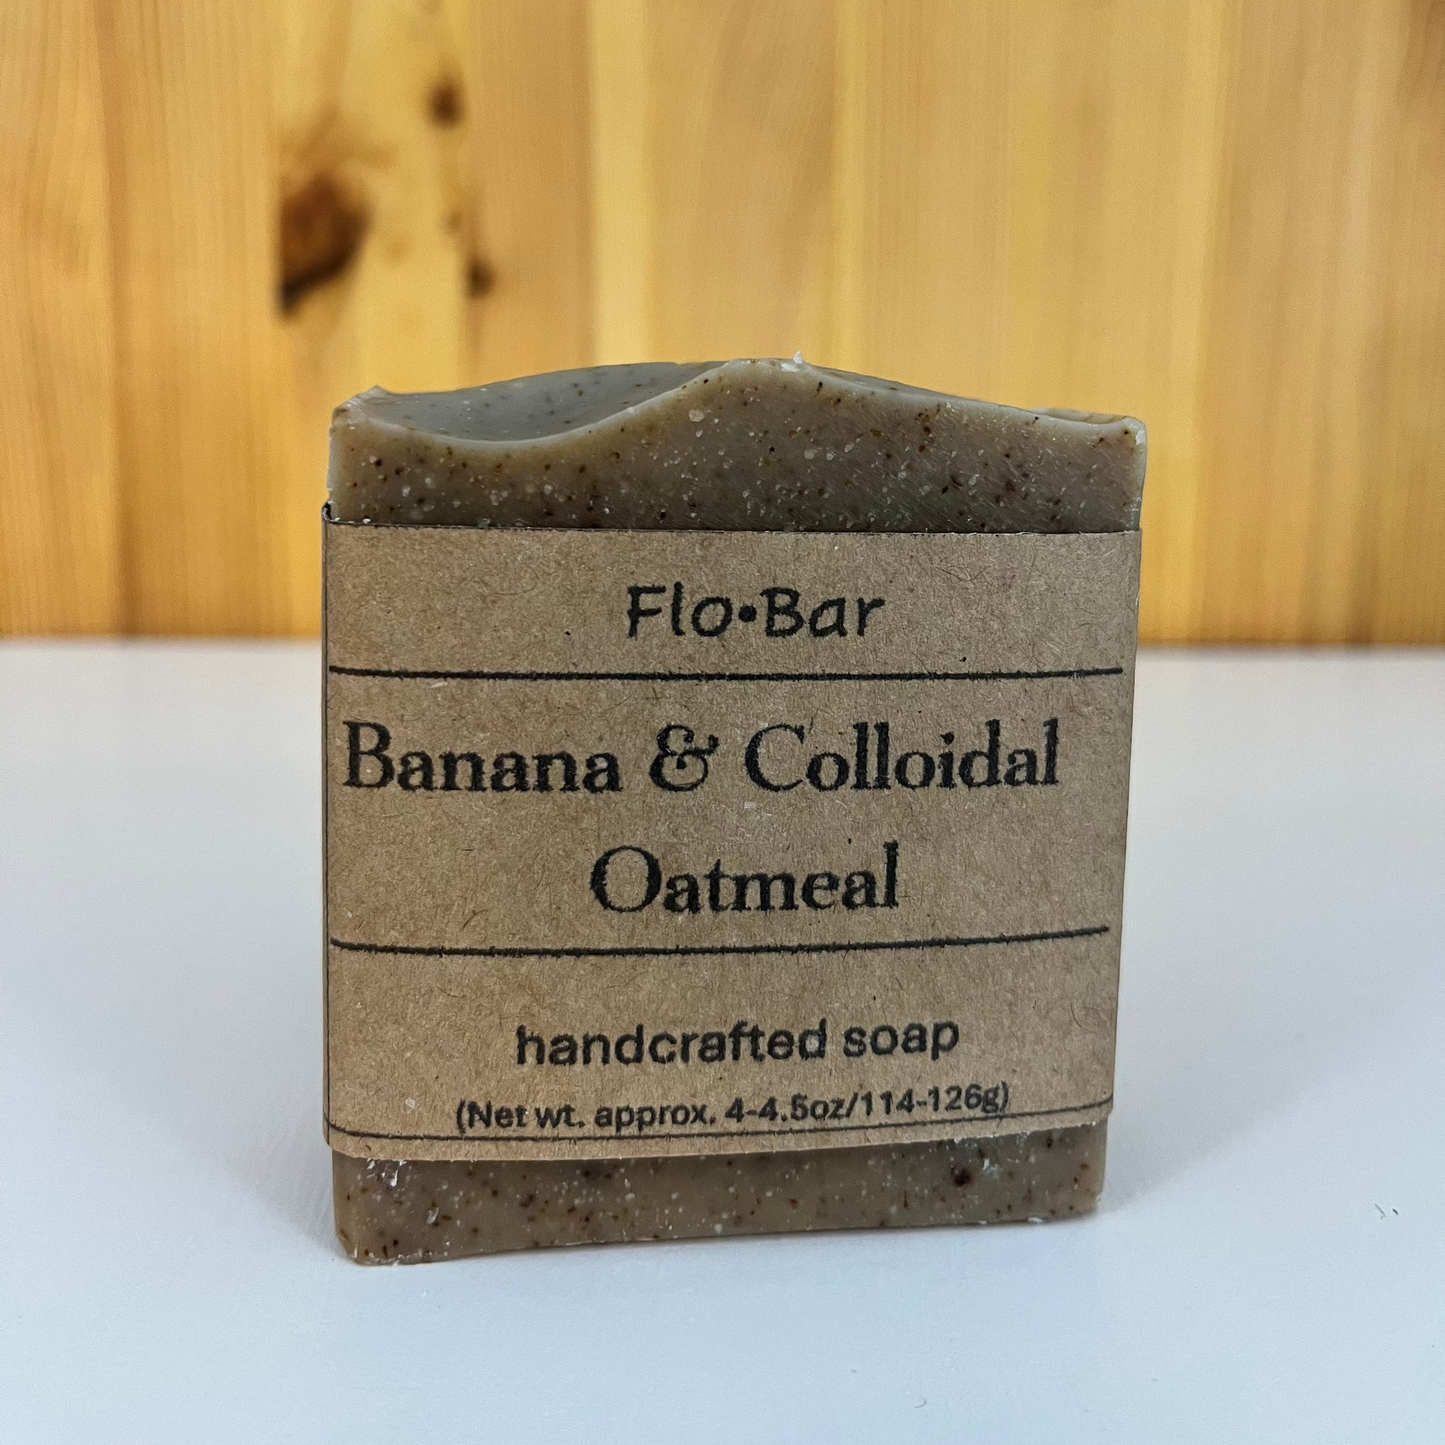 Flo•Bar
Banana & Colloidal
Oatmeal
handcrafted soap
(Net wt. approx. 4-4.5oz/114-126g)